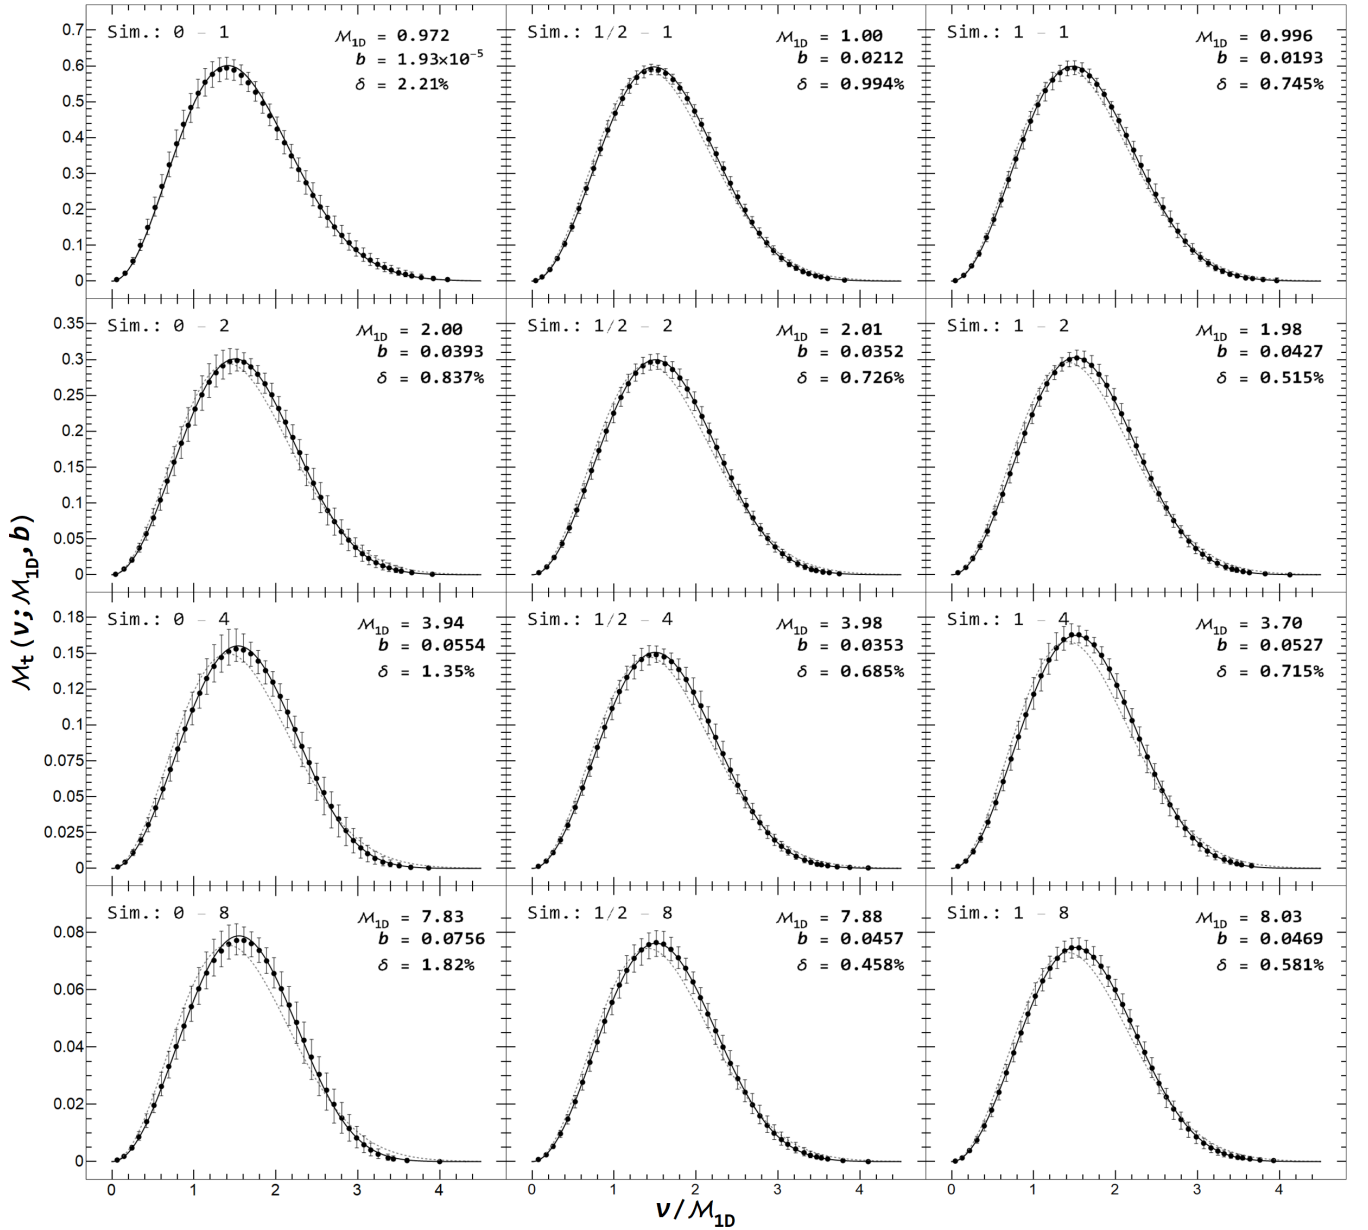 Sim.: 0 – 1
ℳ1D = 0.972
b = 1.93×10⁻⁵
δ = 2.21%
Sim.: 1/2 – 1
ℳ1D = 1.00
b = 0.0212
δ = 0.994%
Sim.: 1 – 1
ℳ1D = 0.996
b = 0.0193
δ = 0.745%
0.7
0.6
0.5
0.4
0.3
0.2
0.1
0
Sim.: 0 – 2
ℳ1D = 2.00
b = 0.0393
δ = 0.837%
Sim.: 1/2 – 2
ℳ1D = 2.01
b = 0.0352
δ = 0.726%
Sim.: 1 – 2
ℳ1D = 1.98
b = 0.0427
δ = 0.515%
0.35
0.3
0.25
0.2
0.15
0.1
0.05
0
ℳt(ν; ℳ1D, b)
Sim.: 0 – 4
ℳ1D = 3.94
b = 0.0554
δ = 1.35%
Sim.: 1/2 – 4
ℳ1D = 3.98
b = 0.0353
δ = 0.685%
Sim.: 1 – 4
ℳ1D = 3.70
b = 0.0527
δ = 0.715%
0.18
0.15
0.12
0.1
0.075
0.05
0.025
0
Sim.: 0 – 8
ℳ1D = 7.83
b = 0.0756
δ = 1.82%
Sim.: 1/2 – 8
ℳ1D = 7.88
b = 0.0457
δ = 0.458%
Sim.: 1 – 8
ℳ1D = 8.03
b = 0.0469
δ = 0.581%
0.08
0.06
0.04
0.02
0
0 1 2 3 4
0 1 2 3 4
0 1 2 3 4
ν/ℳ1D